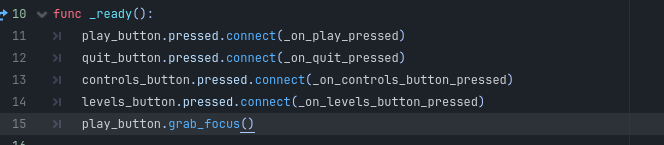 10 func _ready():
11 play_button.pressed.connect(_on_play_pressed)
12 quit_button.pressed.connect(_on_quit_pressed)
13 controls_button.pressed.connect(_on_controls_button_pressed)
14 levels_button.pressed.connect(_on_levels_button_pressed)
15 play_button.grab_focus()